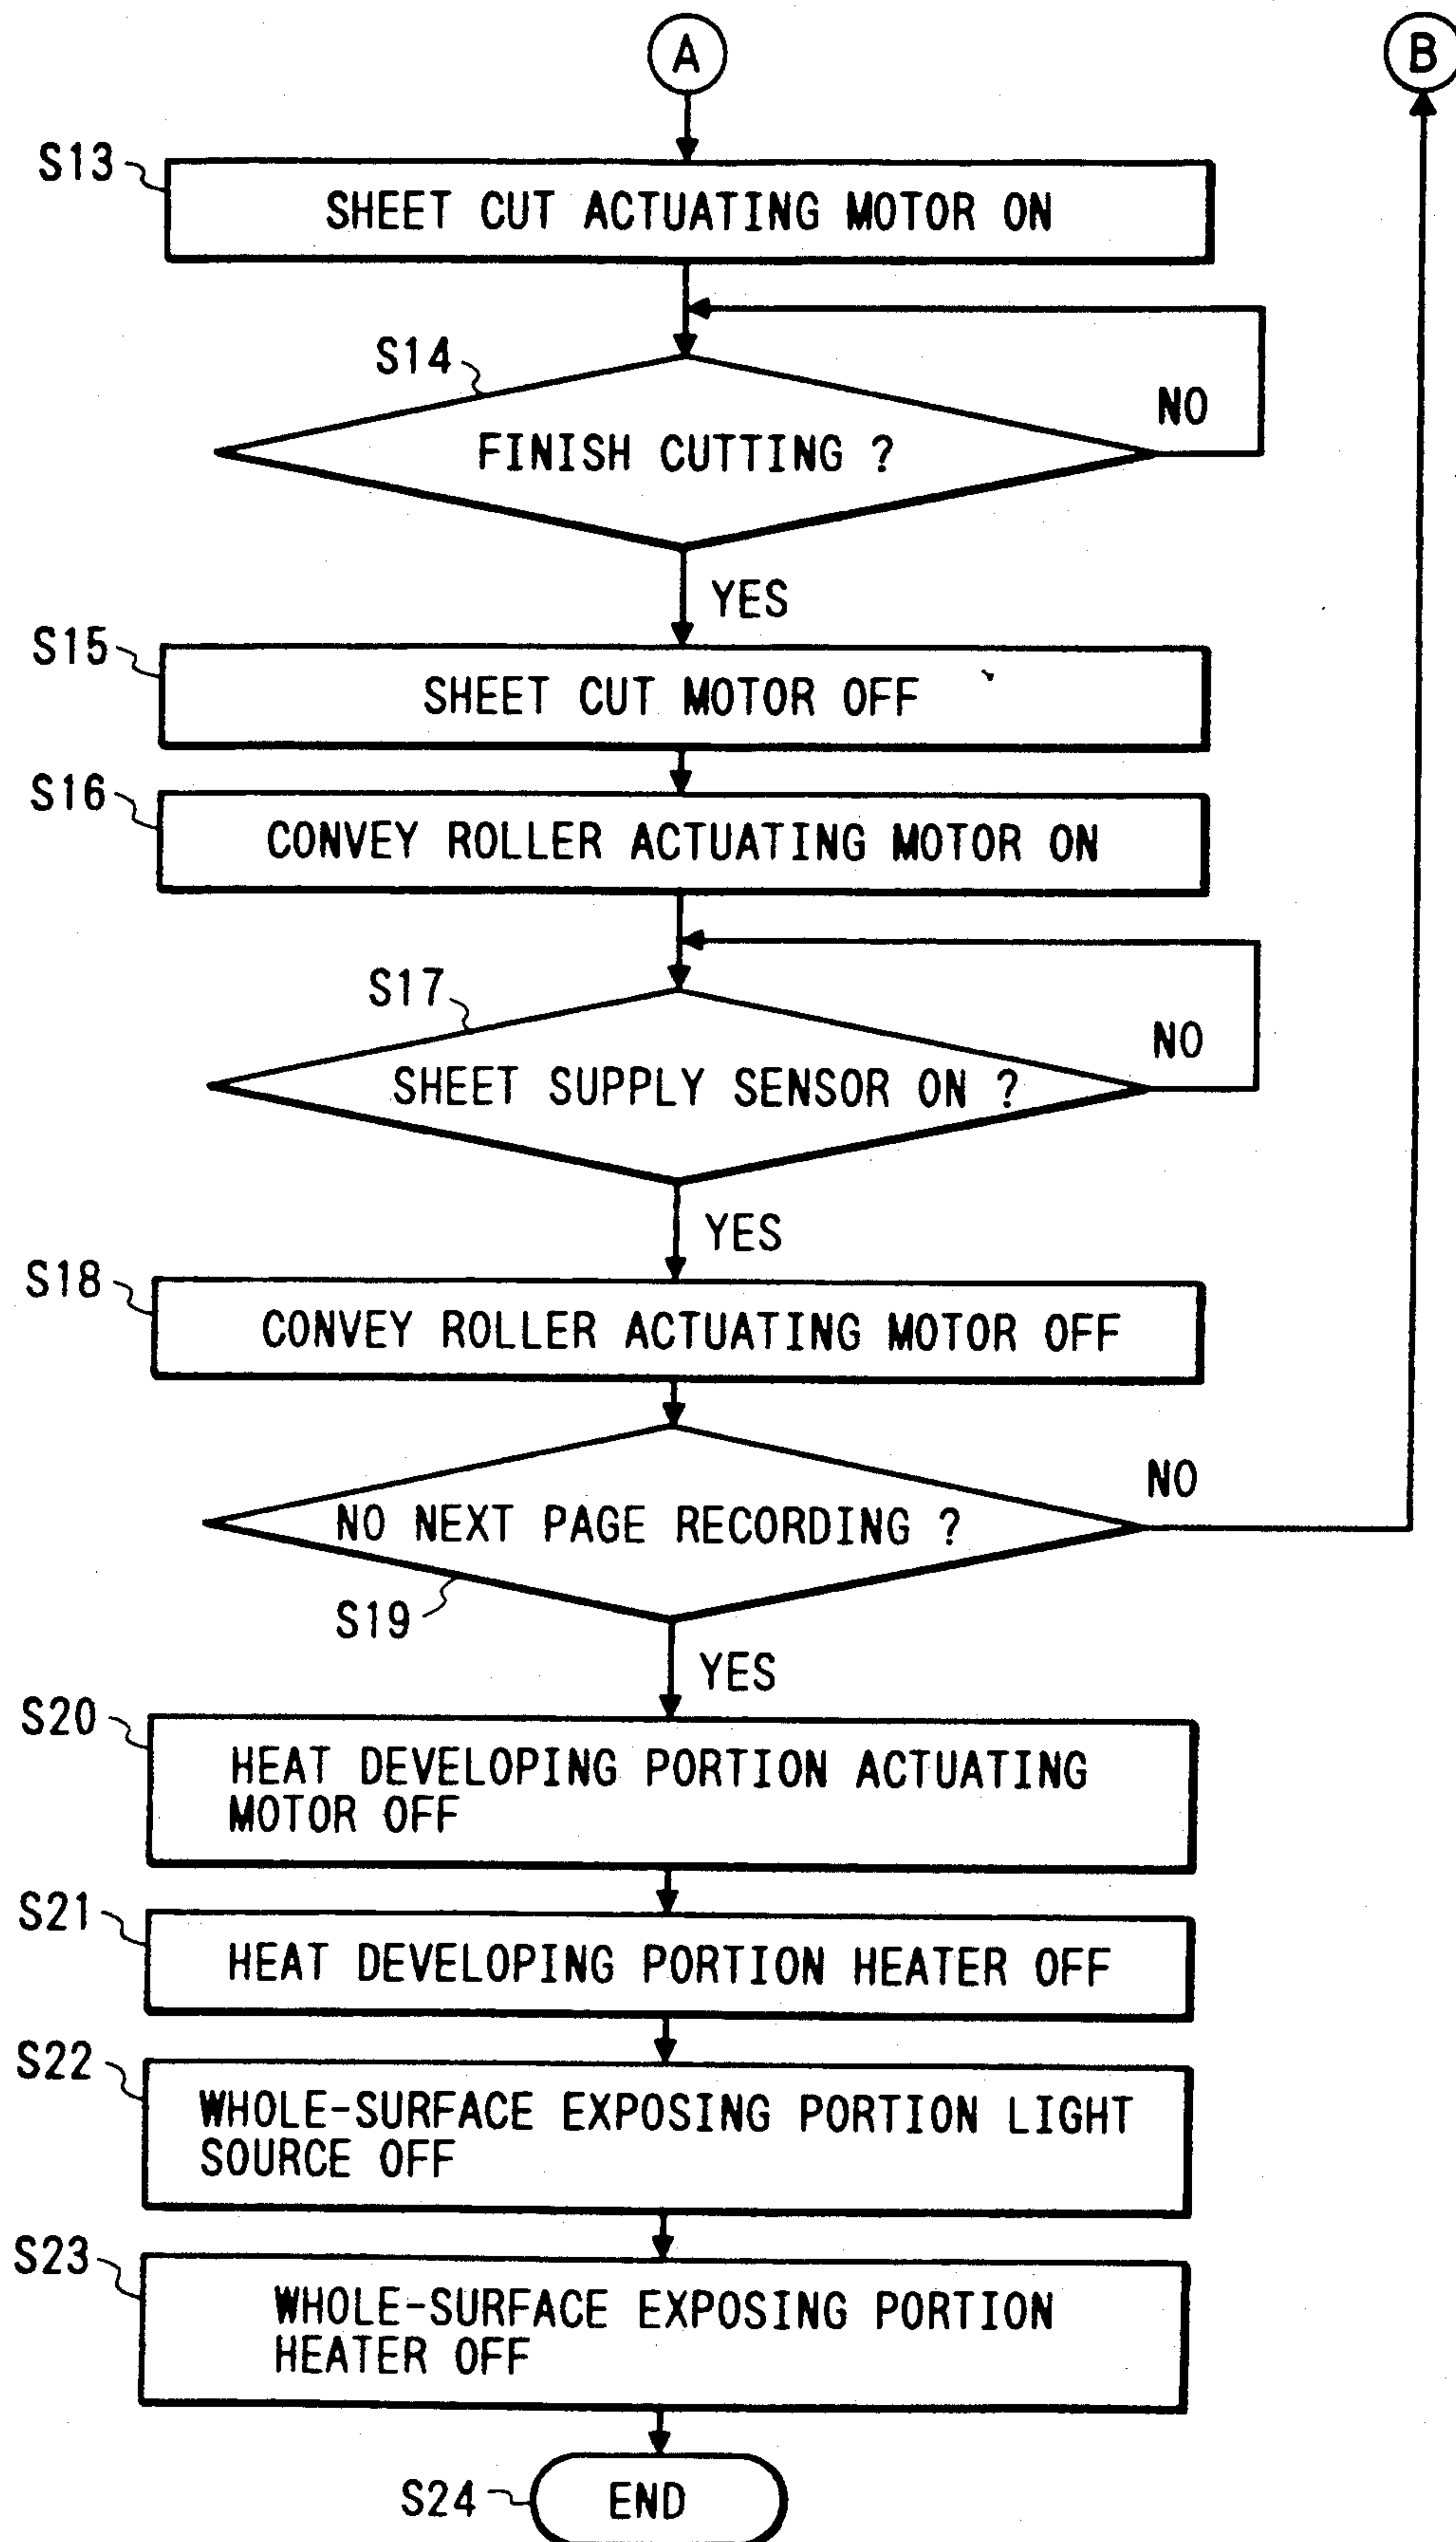 A
B
S13
SHEET CUT ACTUATING MOTOR ON
S14
NO
FINISH CUTTING ?
YES
S15
SHEET CUT MOTOR OFF
S16
CONVEY ROLLER ACTUATING MOTOR ON
S17
NO
SHEET SUPPLY SENSOR ON ?
YES
S18
CONVEY ROLLER ACTUATING MOTOR OFF
NO
NO NEXT PAGE RECORDING ?
S19
YES
S20
HEAT DEVELOPING PORTION ACTUATING
MOTOR OFF
S21
HEAT DEVELOPING PORTION HEATER OFF
S22
WHOLE-SURFACE EXPOSING PORTION LIGHT
SOURCE OFF
S23
WHOLE-SURFACE EXPOSING PORTION
HEATER OFF
S24
END